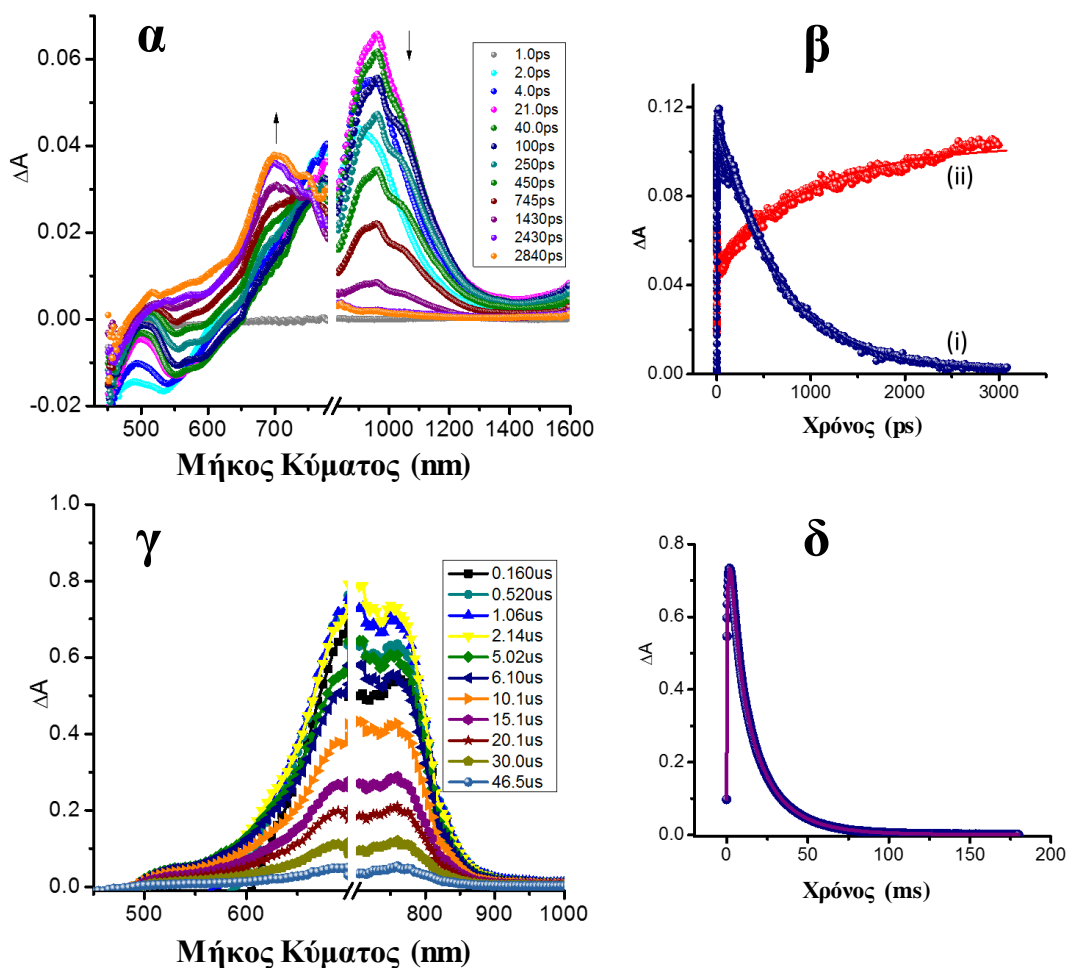 α
0.06
0.04
0.02
0.00
-0.02
ΔA
1.0ps
2.0ps
4.0ps
21.0ps
40.0ps
100ps
250ps
450ps
745ps
1430ps
2430ps
2840ps
500 600 700 1000 1200 1400 1600
Μήκος Κύματος (nm)
β
0.12
0.08
0.04
0.00
ΔA
(ii)
(i)
0 1000 2000 3000
Χρόνος (ps)
γ
1.0
0.8
0.6
0.4
0.2
0.0
ΔA
0.160us
0.520us
1.06us
2.14us
5.02us
6.10us
10.1us
15.1us
20.1us
30.0us
46.5us
500 600 800 900 1000
Μήκος Κύματος (nm)
δ
0.8
0.6
0.4
0.2
0.0
ΔA
0 50 100 150 200
Χρόνος (ms)